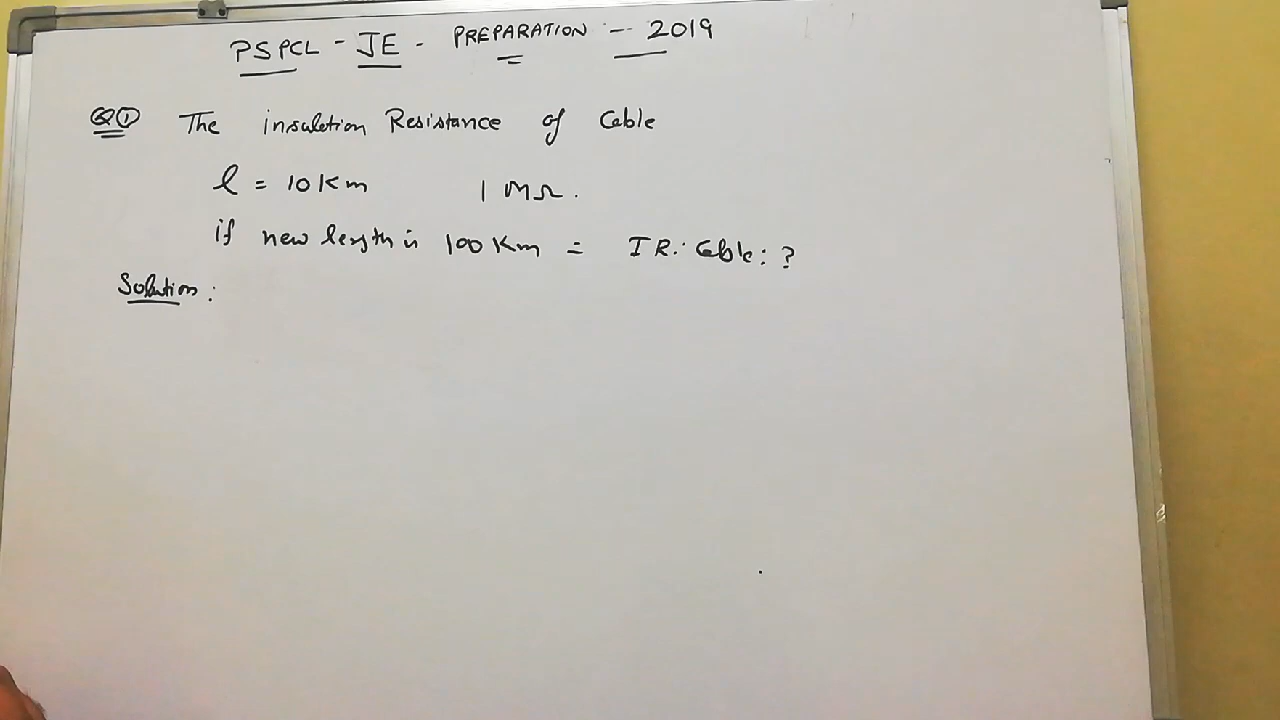 PSPCL - JE - PREPARATION :- 2019
Q① The insulation Resistance of Cable
l = 10 Km 1 MΩ.
if new length is 100 Km = I R: Cable: ?
Solution: